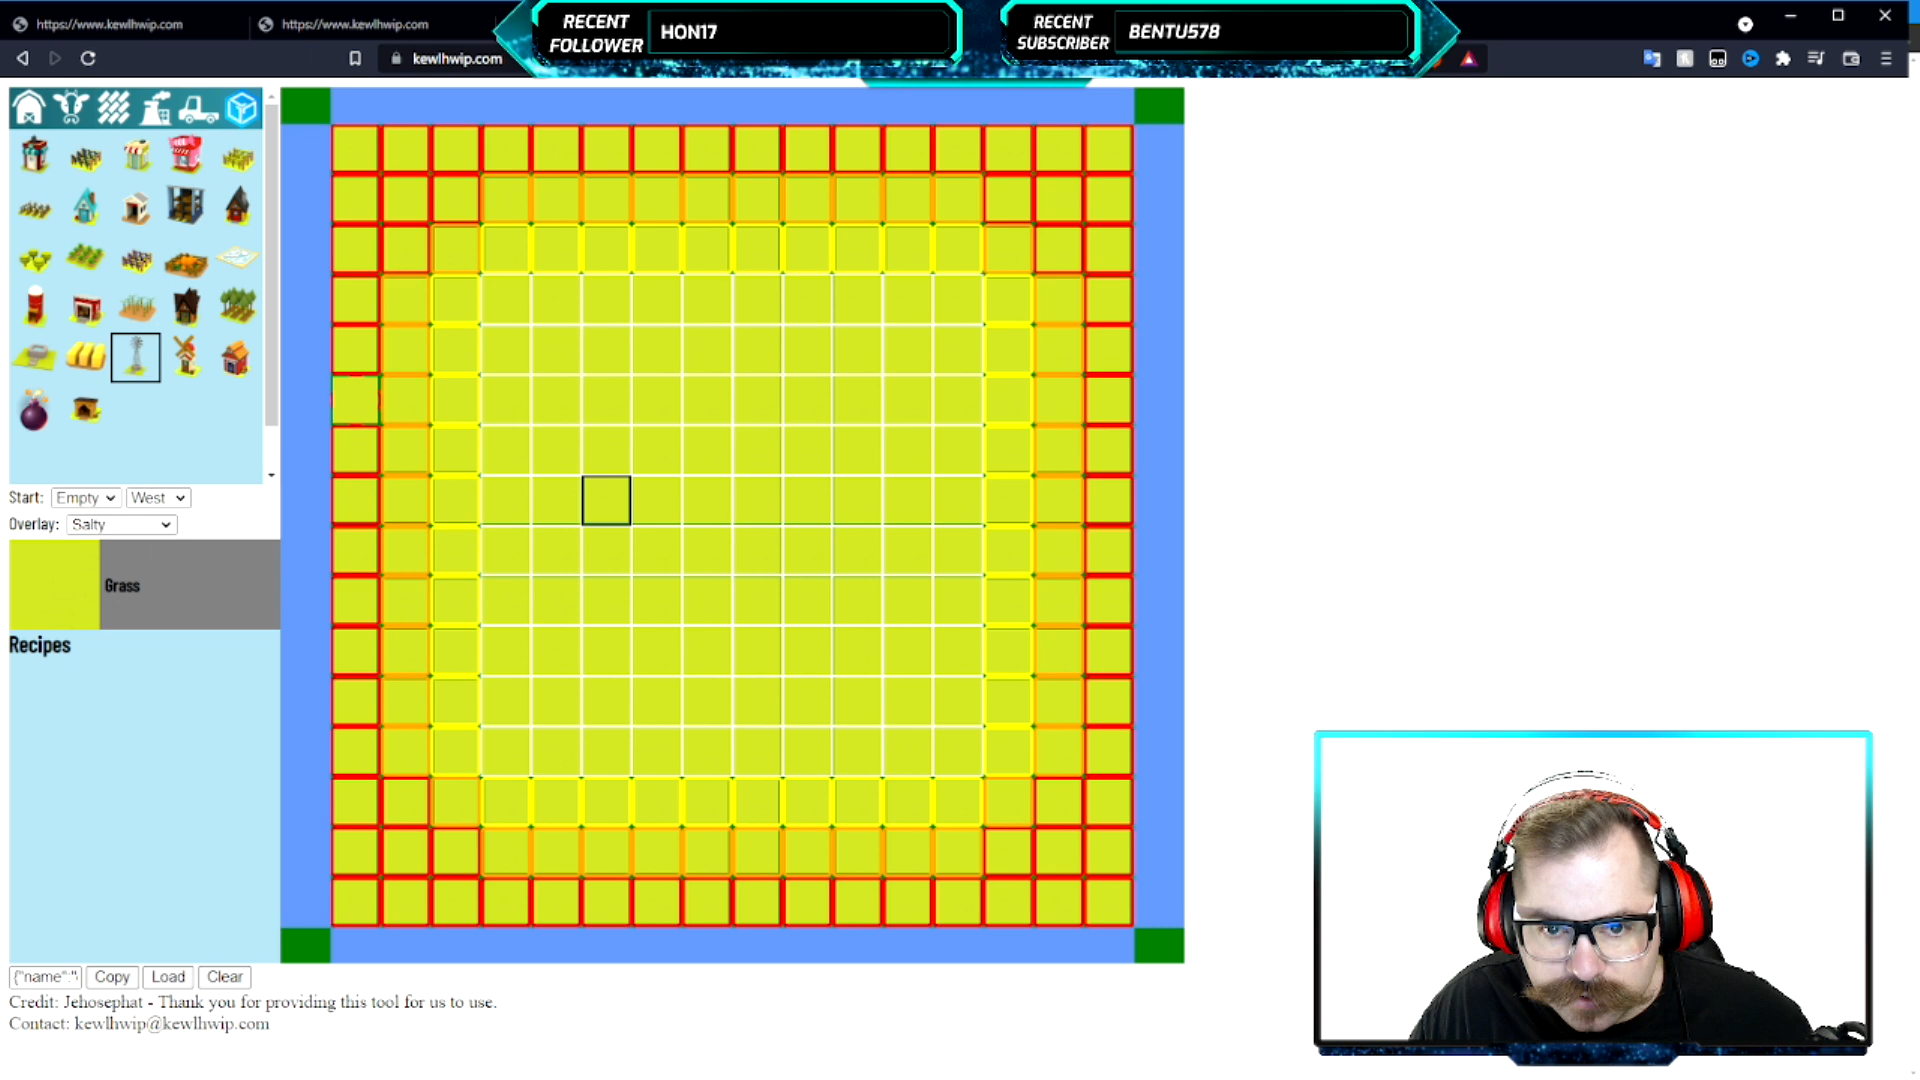 https://www.kewlhwip.com
https://www.kewlhwip.com
RECENT FOLLOWER
HON17
RECENT SUBSCRIBER
BENTU578
kewlhwip.com
Start: Empty West
Overlay: Salty
Grass
Recipes
{"name":" Copy Load Clear
Credit: Jehosephat - Thank you for providing this tool for us to use.
Contact: kewlhwip@kewlhwip.com